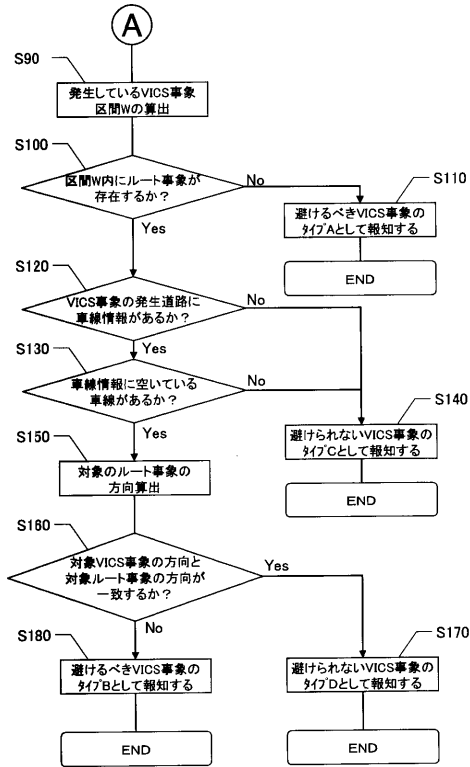 A
S90
発生しているVICS事象
区間Wの算出
S100
区間W内にルート事象が
存在するか？
No
S110
避けるべきVICS事象の
タイプAとして報知する
Yes
END
S120
VICS事象の発生道路に
車線情報があるか？
No
Yes
S130
車線情報に空いている
車線があるか？
No
S140
避けられないVICS事象の
タイプCとして報知する
Yes
END
S150
対象のルート事象の
方向算出
S160
対象VICS事象の方向と
対象ルート事象の方向が
一致するか？
Yes
No
S170
避けられないVICS事象の
タイプDとして報知する
S180
避けるべきVICS事象の
タイプBとして報知する
END
END